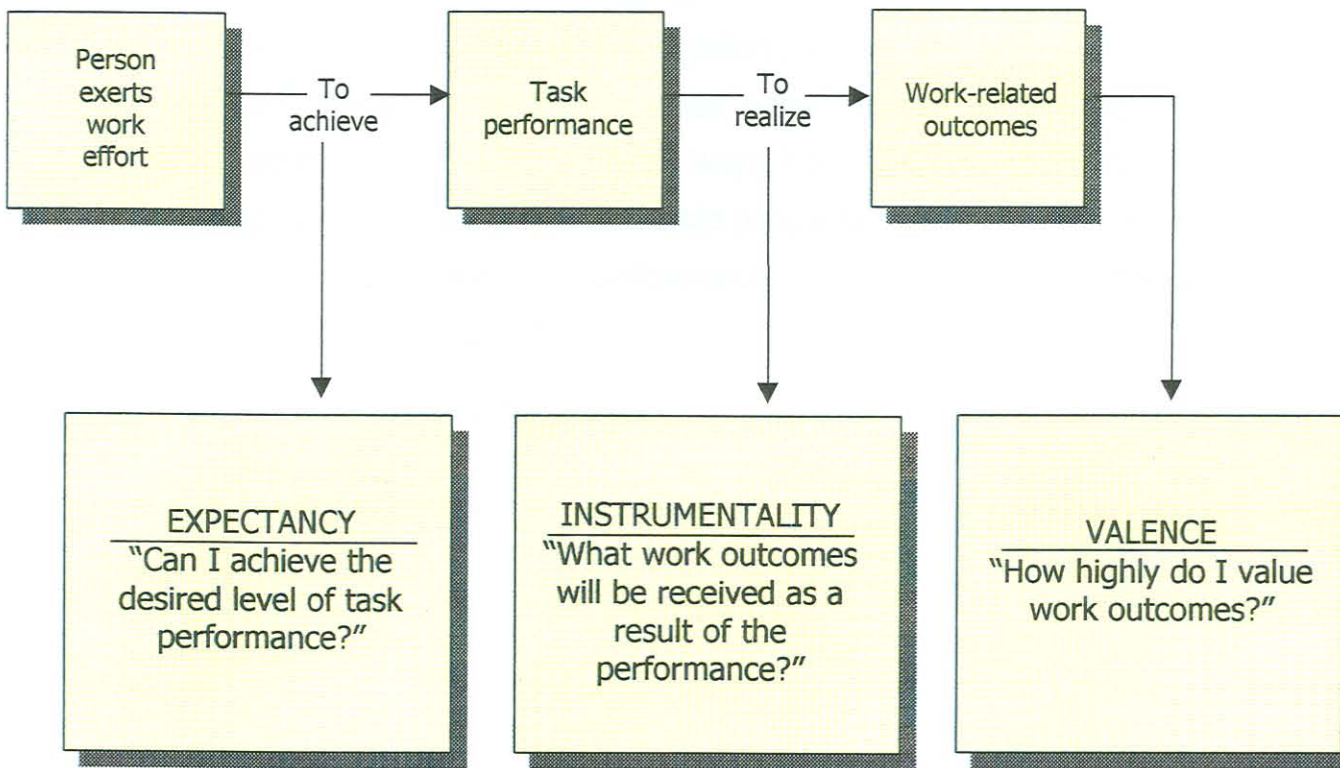 Person
exerts
work
effort
To
achieve
Task
performance
To
realize
Work-related
outcomes
EXPECTANCY
“Can I achieve the
desired level of task
performance?”
INSTRUMENTALITY
“What work outcomes
will be received as a
result of the
performance?”
VALENCE
“How highly do I value
work outcomes?”